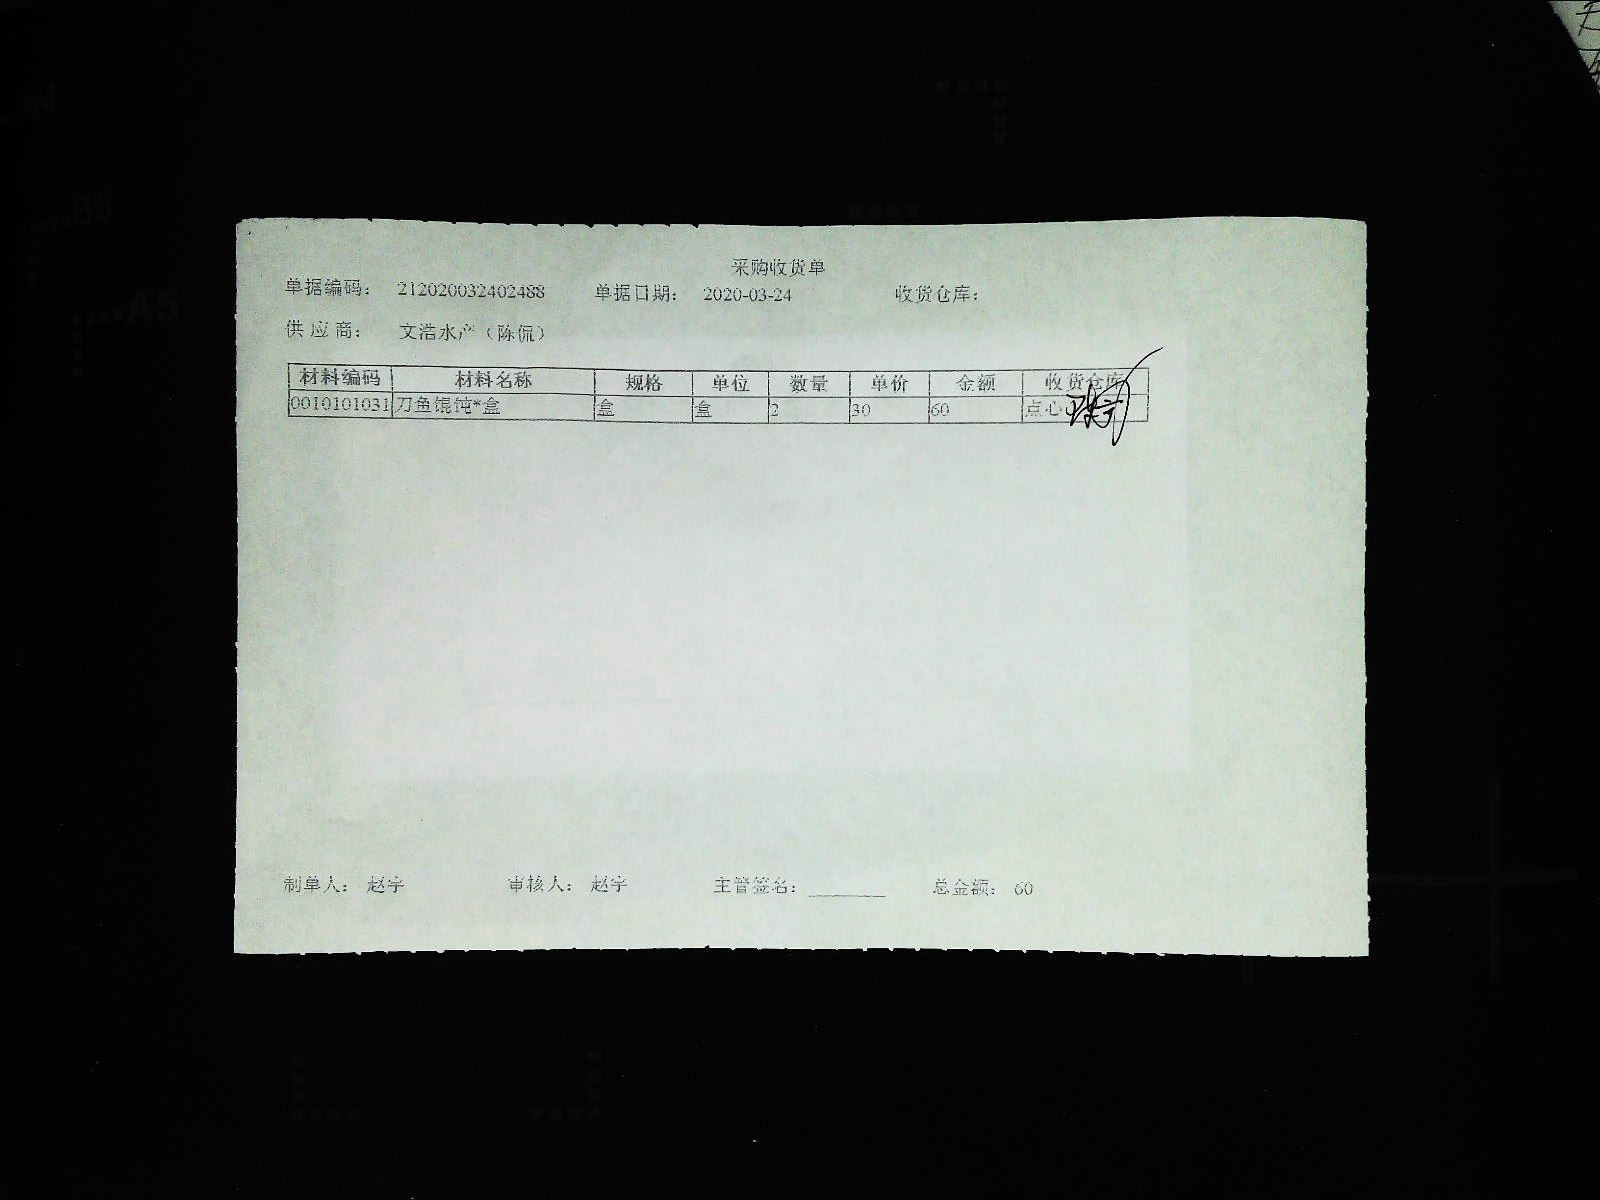 采购收货单
单据编码： 212020032402488 单据日期： 2020-03-24 收货仓库：
供应商： 文浩水产（陈侃）
材料编码 材料名称 规格 单位 数量 单价 金额 收货仓库
0010101031 刀鱼馄饨*盒 盒 盒 2 30 60 点心
制单人： 赵宇 审核人： 赵宇 主管签名： 总金额： 60
B5
A5